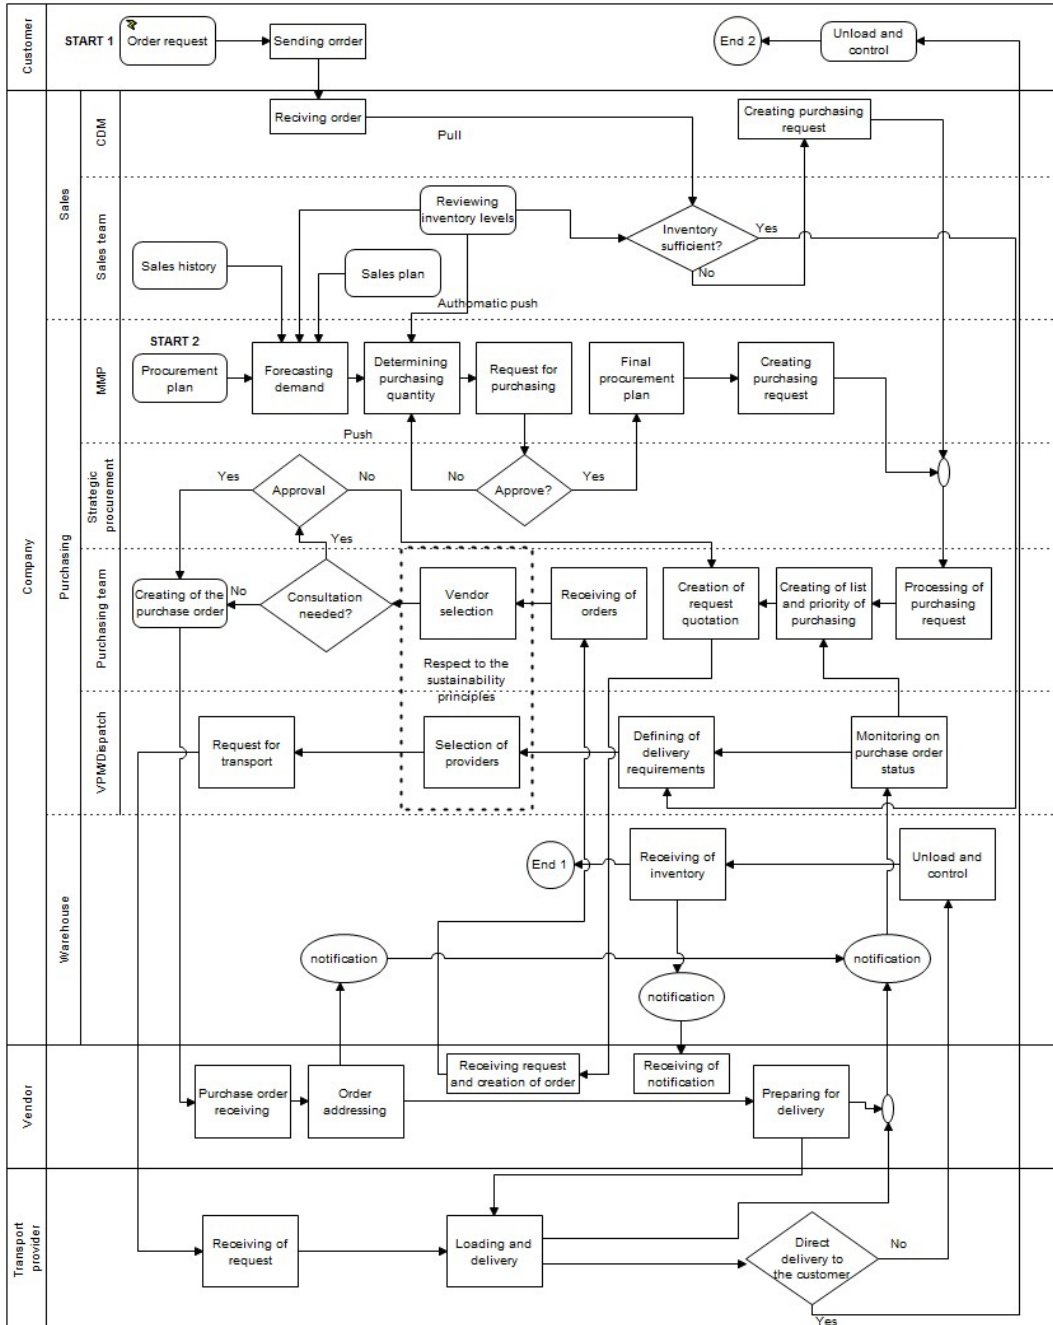 Customer
START 1
Order request
Sending orrder
End 2
Unload and
control
Company
Sales
CDM
Reciving order
Pull
Creating purchasing
request
Sales team
Reviewing
inventory levels
Inventory
sufficient?
Yes
No
Sales history
Sales plan
Authomatic push
Purchasing
MMP
START 2
Procurement
plan
Forecasting
demand
Determining
purchasing
quantity
Request for
purchasing
Final
procurement
plan
Creating
purchasing
request
Push
Strategic
procurement
Yes
Approval
No
No
Approve?
Yes
Yes
Purchasing team
Creating of the
purchase order
No
Consultation
needed?
Vendor
selection
Receiving of
orders
Creation of
request
quotation
Creating of list
and priority of
purchasing
Processing of
purchasing
request
Respect to the
sustainability
principles
VPM/Dispatch
Request for
transport
Selection of
providers
Defining of
delivery
requirements
Monitoring on
purchase order
status
Warehouse
End 1
Receiving of
inventory
Unload and
control
notification
notification
notification
Vendor
Purchase order
receiving
Order
addressing
Receiving request
and creation of order
Receiving of
notification
Preparing for
delivery
Transport
provider
Receiving of
request
Loading and
delivery
Direct
delivery to
the customer
No
Yes